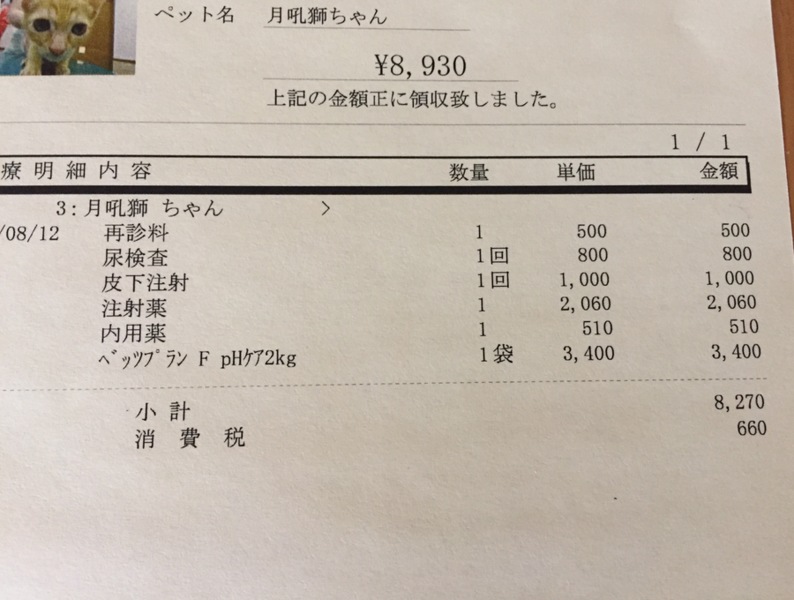 ペット名 月吼獅ちゃん
¥8,930
上記の金額正に領収致しました。
1 / 1
療明細内容 数量 単価 金額
3:月吼獅 ちゃん >
/08/12 再診料 1 500 500
尿検査 1回 800 800
皮下注射 1回 1,000 1,000
注射薬 1 2,060 2,060
内用薬 1 510 510
ﾍﾞｯﾂﾌﾟﾗﾝ F pHｹｱ2kg 1袋 3,400 3,400
小計 8,270
消費税 660